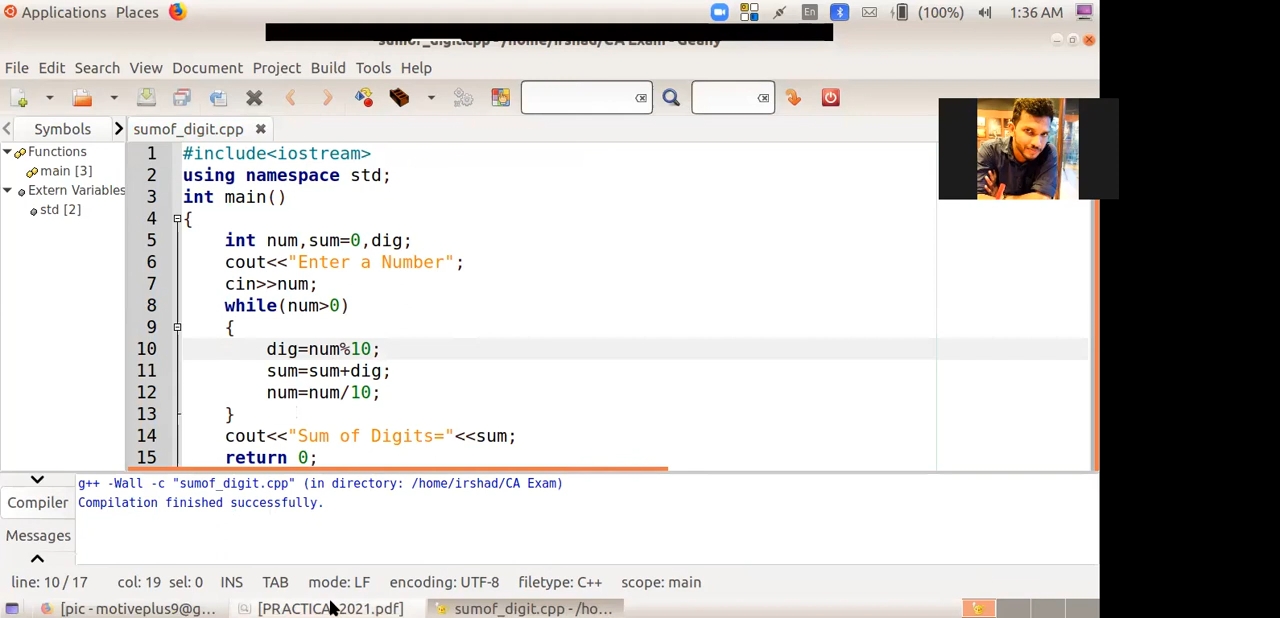 Applications Places En (100%) 1:36 AM
sumof_digit.cpp - /home/irshad/CA Exam - Geany
File Edit Search View Document Project Build Tools Help
Symbols sumof_digit.cpp
Functions
main [3]
Extern Variables
std [2]
1 #include<iostream>
2 using namespace std;
3 int main()
4 {
5 int num,sum=0,dig;
6 cout<<"Enter a Number";
7 cin>>num;
8 while(num>0)
9 {
10 dig=num%10;
11 sum=sum+dig;
12 num=num/10;
13 }
14 cout<<"Sum of Digits="<<sum;
15 return 0;
Compiler
Messages
g++ -Wall -c "sumof_digit.cpp" (in directory: /home/irshad/CA Exam)
Compilation finished successfully.
line: 10 / 17 col: 19 sel: 0 INS TAB mode: LF encoding: UTF-8 filetype: C++ scope: main
[pic - motiveplus9@g... [PRACTICAL 2021.pdf] sumof_digit.cpp - /ho...